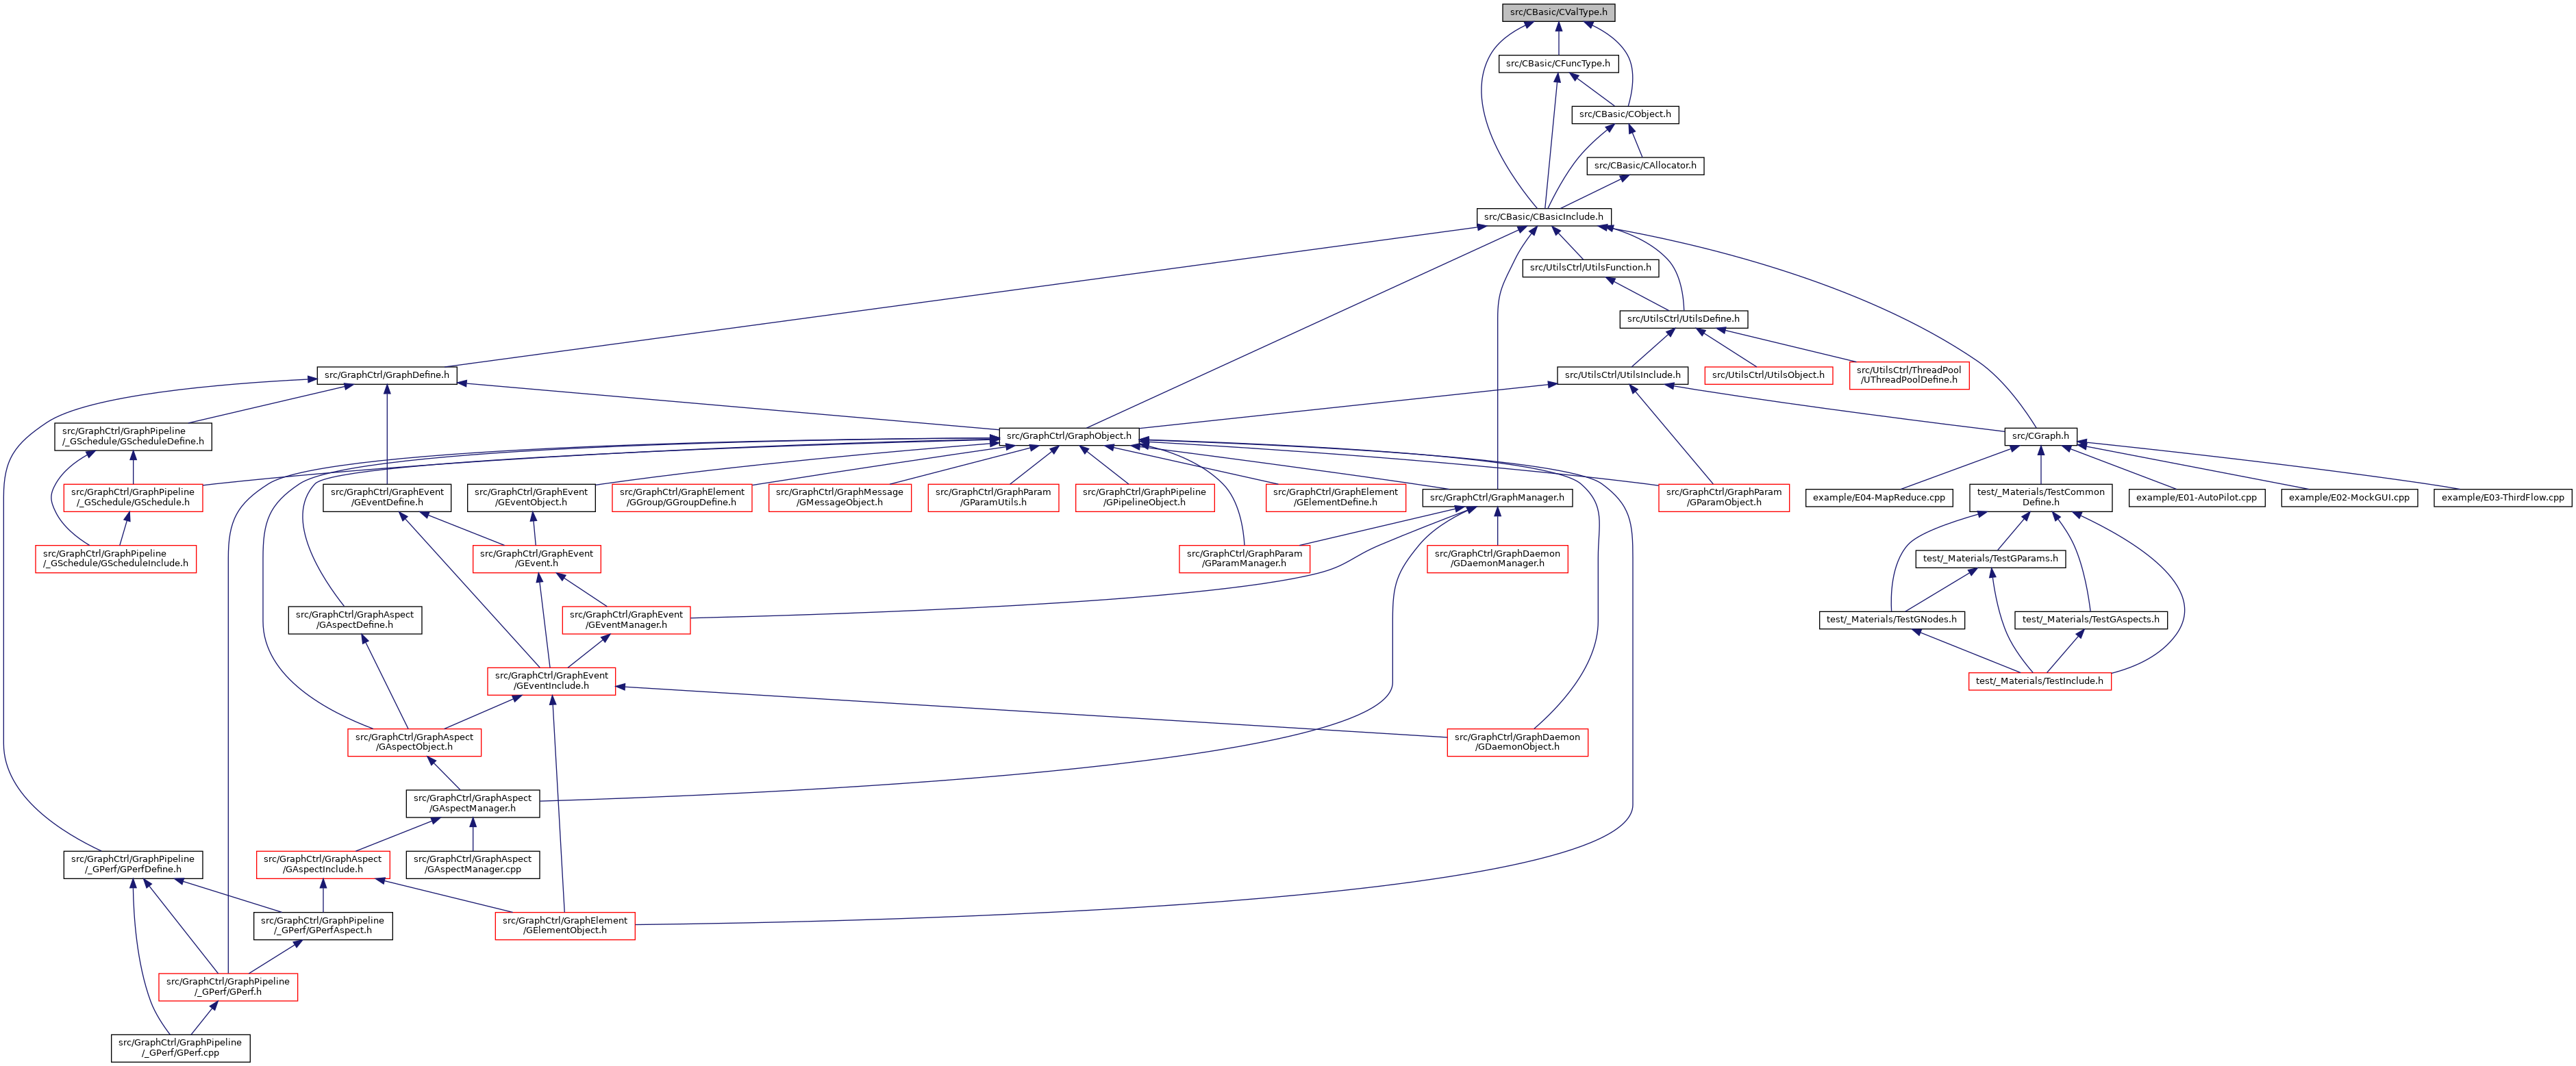 src/CBasic/CValType.h
src/CBasic/CFuncType.h
src/CBasic/CObject.h
src/CBasic/CAllocator.h
src/CBasic/CBasicInclude.h
src/UtilsCtrl/UtilsFunction.h
src/UtilsCtrl/UtilsDefine.h
src/GraphCtrl/GraphDefine.h
src/UtilsCtrl/UtilsInclude.h
src/UtilsCtrl/UtilsObject.h
src/UtilsCtrl/ThreadPool
/UThreadPoolDefine.h
src/GraphCtrl/GraphPipeline
/_GSchedule/GScheduleDefine.h
src/GraphCtrl/GraphObject.h
src/CGraph.h
src/GraphCtrl/GraphPipeline
/_GSchedule/GSchedule.h
src/GraphCtrl/GraphEvent
/GEventDefine.h
src/GraphCtrl/GraphEvent
/GEventObject.h
src/GraphCtrl/GraphElement
/GGroup/GGroupDefine.h
src/GraphCtrl/GraphMessage
/GMessageObject.h
src/GraphCtrl/GraphParam
/GParamUtils.h
src/GraphCtrl/GraphPipeline
/GPipelineObject.h
src/GraphCtrl/GraphElement
/GElementDefine.h
src/GraphCtrl/GraphManager.h
src/GraphCtrl/GraphParam
/GParamObject.h
example/E04-MapReduce.cpp
test/_Materials/TestCommon
Define.h
example/E01-AutoPilot.cpp
example/E02-MockGUI.cpp
example/E03-ThirdFlow.cpp
src/GraphCtrl/GraphPipeline
/_GSchedule/GScheduleInclude.h
src/GraphCtrl/GraphEvent
/GEvent.h
src/GraphCtrl/GraphParam
/GParamManager.h
src/GraphCtrl/GraphDaemon
/GDaemonManager.h
test/_Materials/TestGParams.h
src/GraphCtrl/GraphAspect
/GAspectDefine.h
src/GraphCtrl/GraphEvent
/GEventManager.h
test/_Materials/TestGNodes.h
test/_Materials/TestGAspects.h
src/GraphCtrl/GraphEvent
/GEventInclude.h
test/_Materials/TestInclude.h
src/GraphCtrl/GraphAspect
/GAspectObject.h
src/GraphCtrl/GraphDaemon
/GDaemonObject.h
src/GraphCtrl/GraphAspect
/GAspectManager.h
src/GraphCtrl/GraphPipeline
/_GPerf/GPerfDefine.h
src/GraphCtrl/GraphAspect
/GAspectInclude.h
src/GraphCtrl/GraphAspect
/GAspectManager.cpp
src/GraphCtrl/GraphPipeline
/_GPerf/GPerfAspect.h
src/GraphCtrl/GraphElement
/GElementObject.h
src/GraphCtrl/GraphPipeline
/_GPerf/GPerf.h
src/GraphCtrl/GraphPipeline
/_GPerf/GPerf.cpp